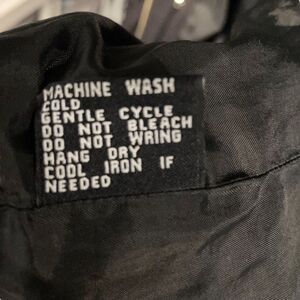 MACHINE WASH
COLD
GENTLE CYCLE
DO NOT BLEACH
DO NOT WRING
HANG DRY
COOL IRON IF
NEEDED